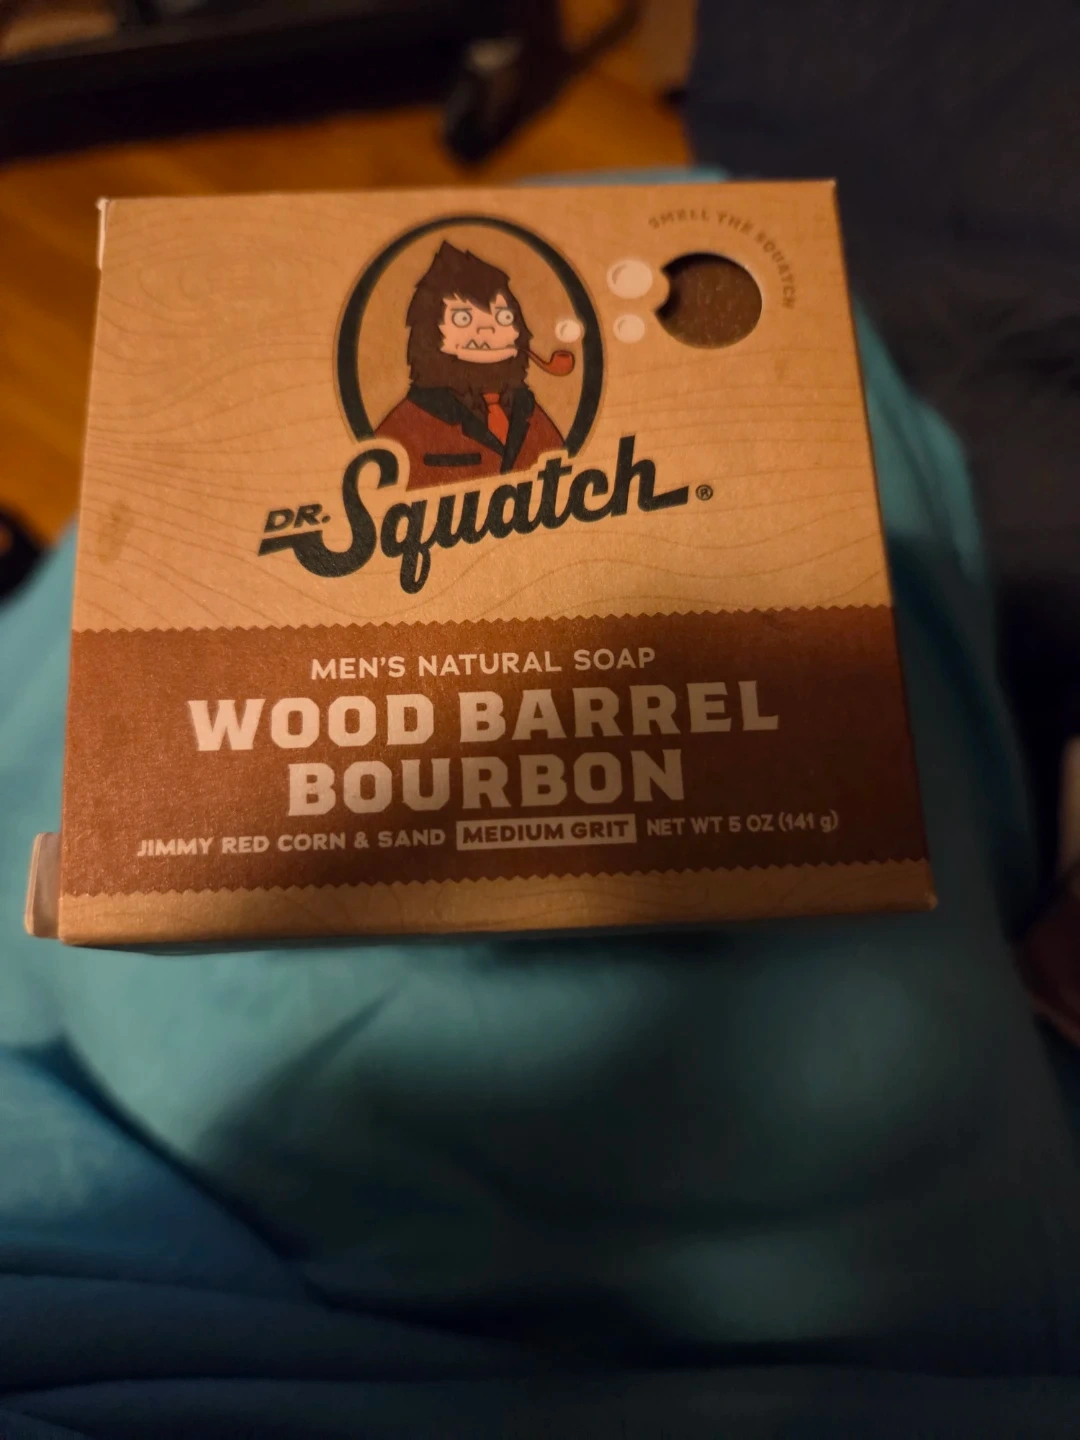 SMELL THE SQUATCH
DR. Squatch®
MEN'S NATURAL SOAP
WOOD BARREL
BOURBON
JIMMY RED CORN & SAND MEDIUM GRIT NET WT 5 OZ (141 g)